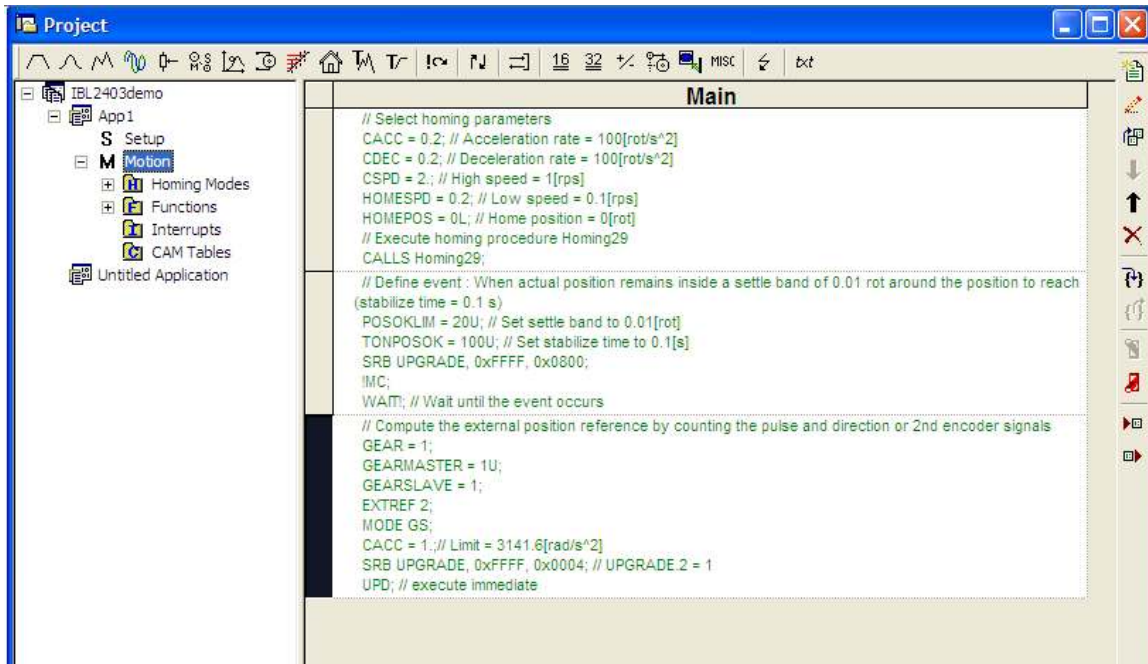 Project
16 32 +/- MISC txt
IBL2403demo
App1
S Setup
M Motion
H Homing Modes
F Functions
I Interrupts
C CAM Tables
Untitled Application
Main
// Select homing parameters
CACC = 0.2; // Acceleration rate = 100[rot/s^2]
CDEC = 0.2; // Deceleration rate = 100[rot/s^2]
CSPD = 2.; // High speed = 1[rps]
HOMESPD = 0.2; // Low speed = 0.1[rps]
HOMEPOS = 0L; // Home position = 0[rot]
// Execute homing procedure Homing29
CALLS Homing29;
// Define event : When actual position remains inside a settle band of 0.01 rot around the position to reach
(stabilize time = 0.1 s)
POSOKLIM = 20U; // Set settle band to 0.01[rot]
TONPOSOK = 100U; // Set stabilize time to 0.1[s]
SRB UPGRADE, 0xFFFF, 0x0800;
!MC;
WAIT!; // Wait until the event occurs
// Compute the external position reference by counting the pulse and direction or 2nd encoder signals
GEAR = 1;
GEARMASTER = 1U;
GEARSLAVE = 1;
EXTREF 2;
MODE GS;
CACC = 1.;// Limit = 3141.6[rad/s^2]
SRB UPGRADE, 0xFFFF, 0x0004; // UPGRADE.2 = 1
UPD; // execute immediate